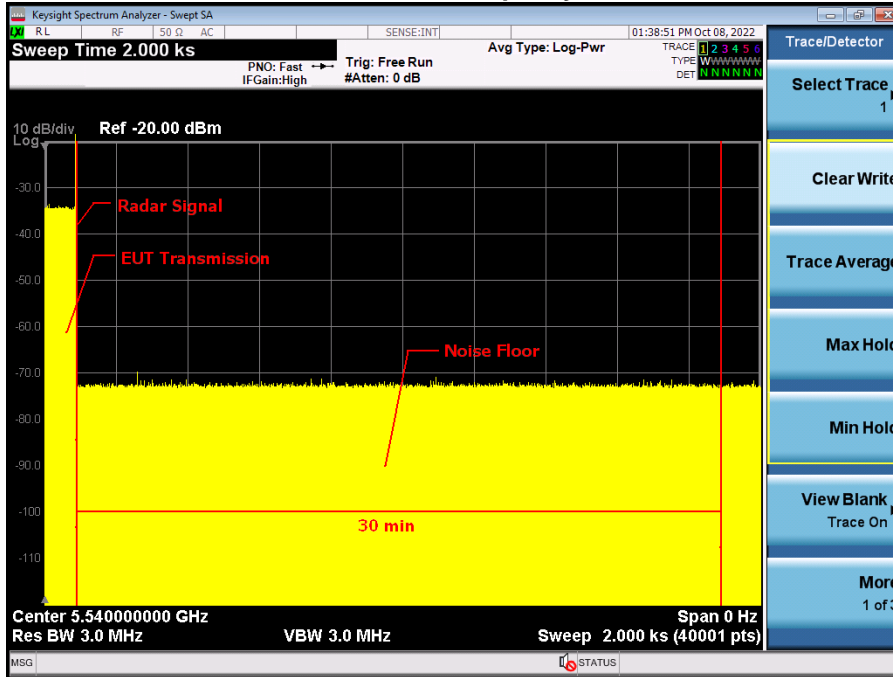 Keysight Spectrum Analyzer - Swept SA
LXI RL RF 50 Ω AC SENSE:INT 01:38:51 PM Oct 08, 2022
Sweep Time 2.000 ks
PNO: Fast
IFGain:High
Trig: Free Run
#Atten: 0 dB
Avg Type: Log-Pwr
TRACE 1 2 3 4 5 6
TYPE WWWWWW
DET N N N N N N
10 dB/div
Log
Ref -20.00 dBm
-30.0
-40.0
-50.0
-60.0
-70.0
-80.0
-90.0
-100
-110
Radar Signal
EUT Transmission
Noise Floor
30 min
Center 5.540000000 GHz
Span 0 Hz
Res BW 3.0 MHz
VBW 3.0 MHz
Sweep 2.000 ks (40001 pts)
MSG
STATUS
Trace/Detector
Select Trace
1
Clear Write
Trace Average
Max Hold
Min Hold
View Blank
Trace On
More
1 of 3